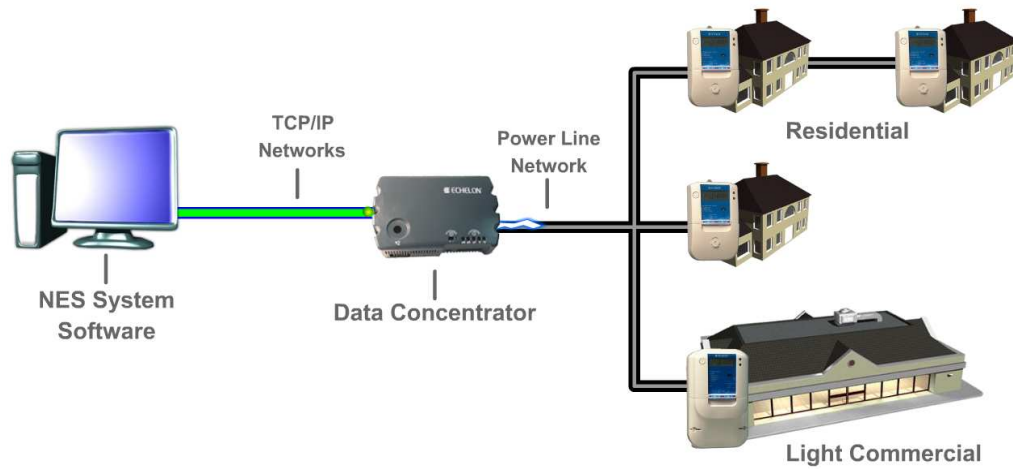 TCP/IP
Networks
Power Line
Network
ECHELON
Residential
NES System
Software
Data Concentrator
Light Commercial